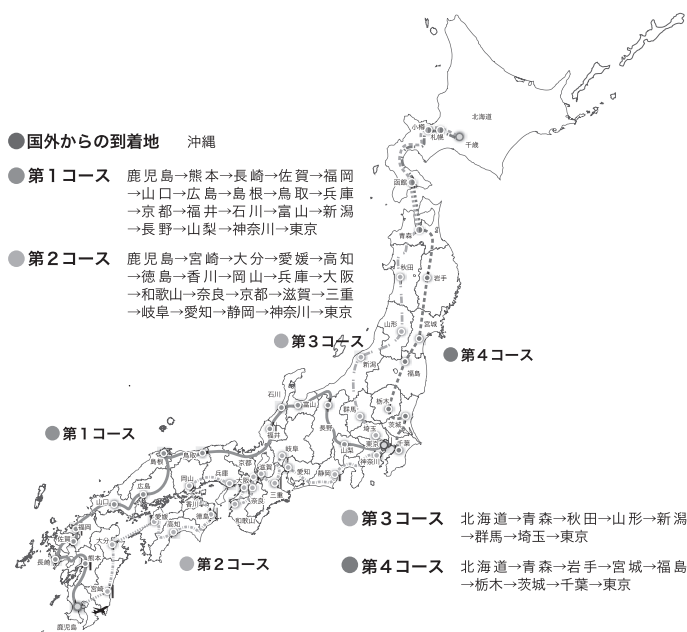 国外からの到着地 沖縄
第1コース 鹿児島→熊本→長崎→佐賀→福岡
→山口→広島→島根→鳥取→兵庫
→京都→福井→石川→富山→新潟
→長野→山梨→神奈川→東京
第2コース 鹿児島→宮崎→大分→愛媛→高知
→徳島→香川→岡山→兵庫→大阪
→和歌山→奈良→京都→滋賀→三重
→岐阜→愛知→静岡→神奈川→東京
北海道
小樽
札幌
千歳
函館
青森
秋田
岩手
山形
宮城
第3コース
第4コース
新潟
福島
石川
富山
群馬
栃木
茨城
第1コース
福井
長野
埼玉
東京
千葉
山梨
神奈川
島根
鳥取
京都
岐阜
滋賀
愛知
静岡
兵庫
岡山
大阪
三重
広島
奈良
山口
香川
和歌山
徳島
愛媛
高知
福岡
佐賀
大分
長崎
熊本
第2コース
宮崎
鹿児島
第3コース 北海道→青森→秋田→山形→新潟
→群馬→埼玉→東京
第4コース 北海道→青森→岩手→宮城→福島
→栃木→茨城→千葉→東京